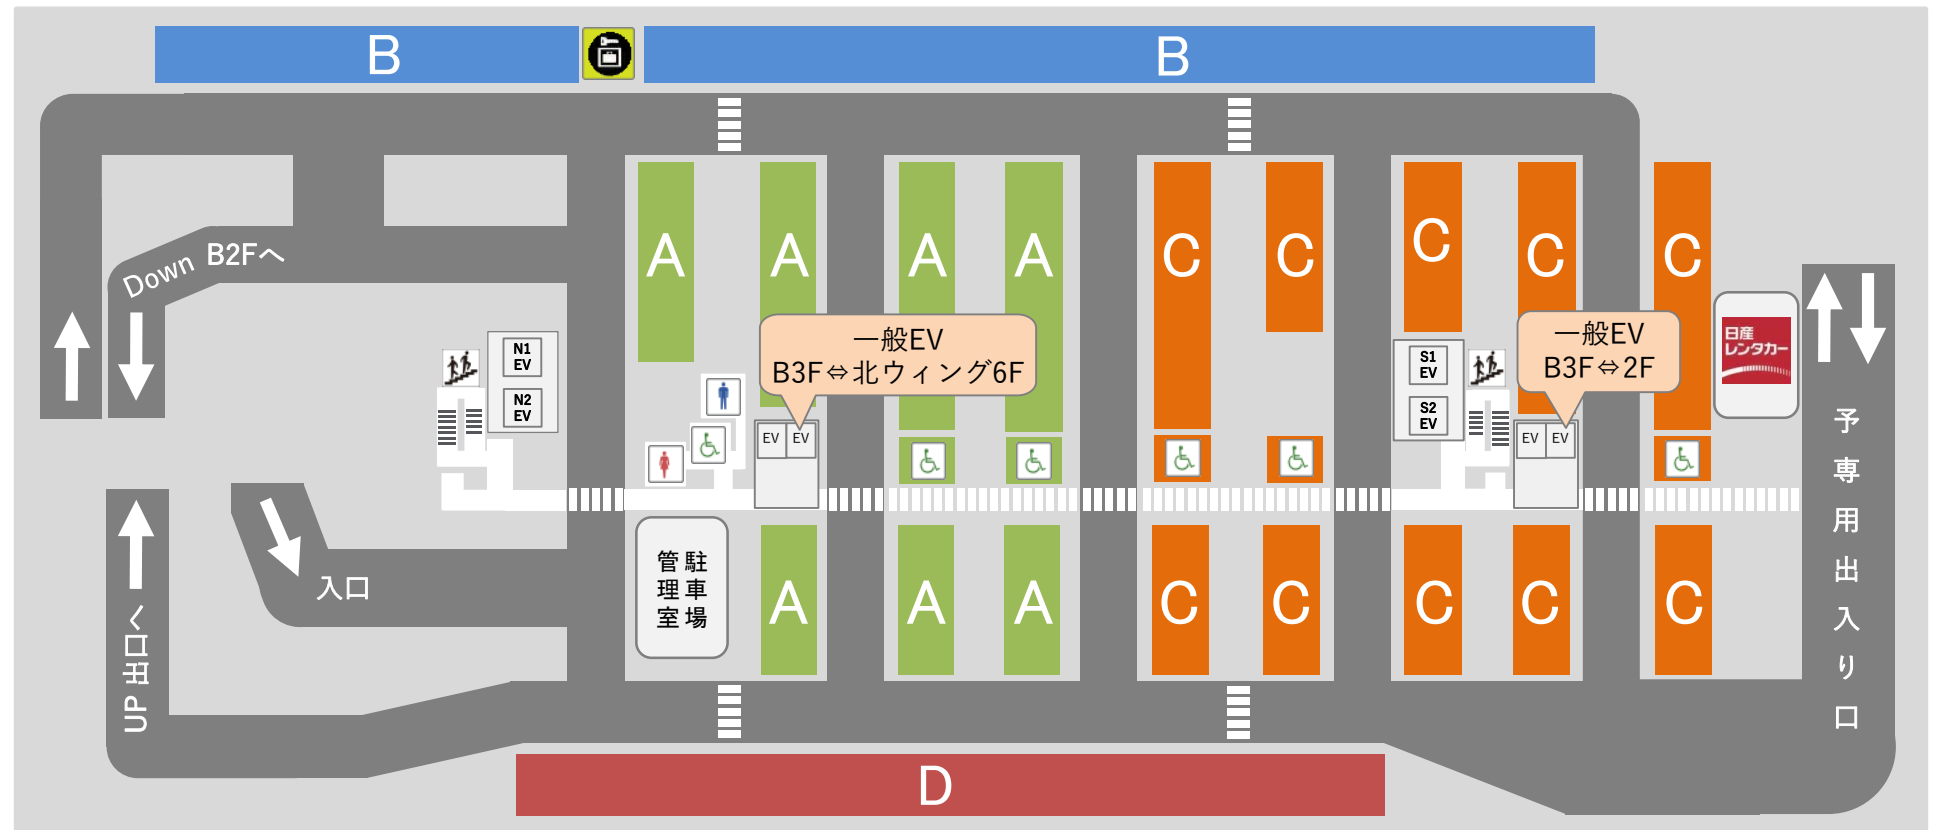 B
B
B2Fへ
Down
A
A
A
A
C
C
C
C
C
一般EV
B3F⇔北ウィング6F
一般EV
B3F⇔2F
日産
レンタカー
N1
EV
N2
EV
S1
EV
S2
EV
EV
EV
EV
EV
予専用出入り口
入口
UP 出口へ
駐車場
管理室
A
A
A
C
C
C
C
C
D